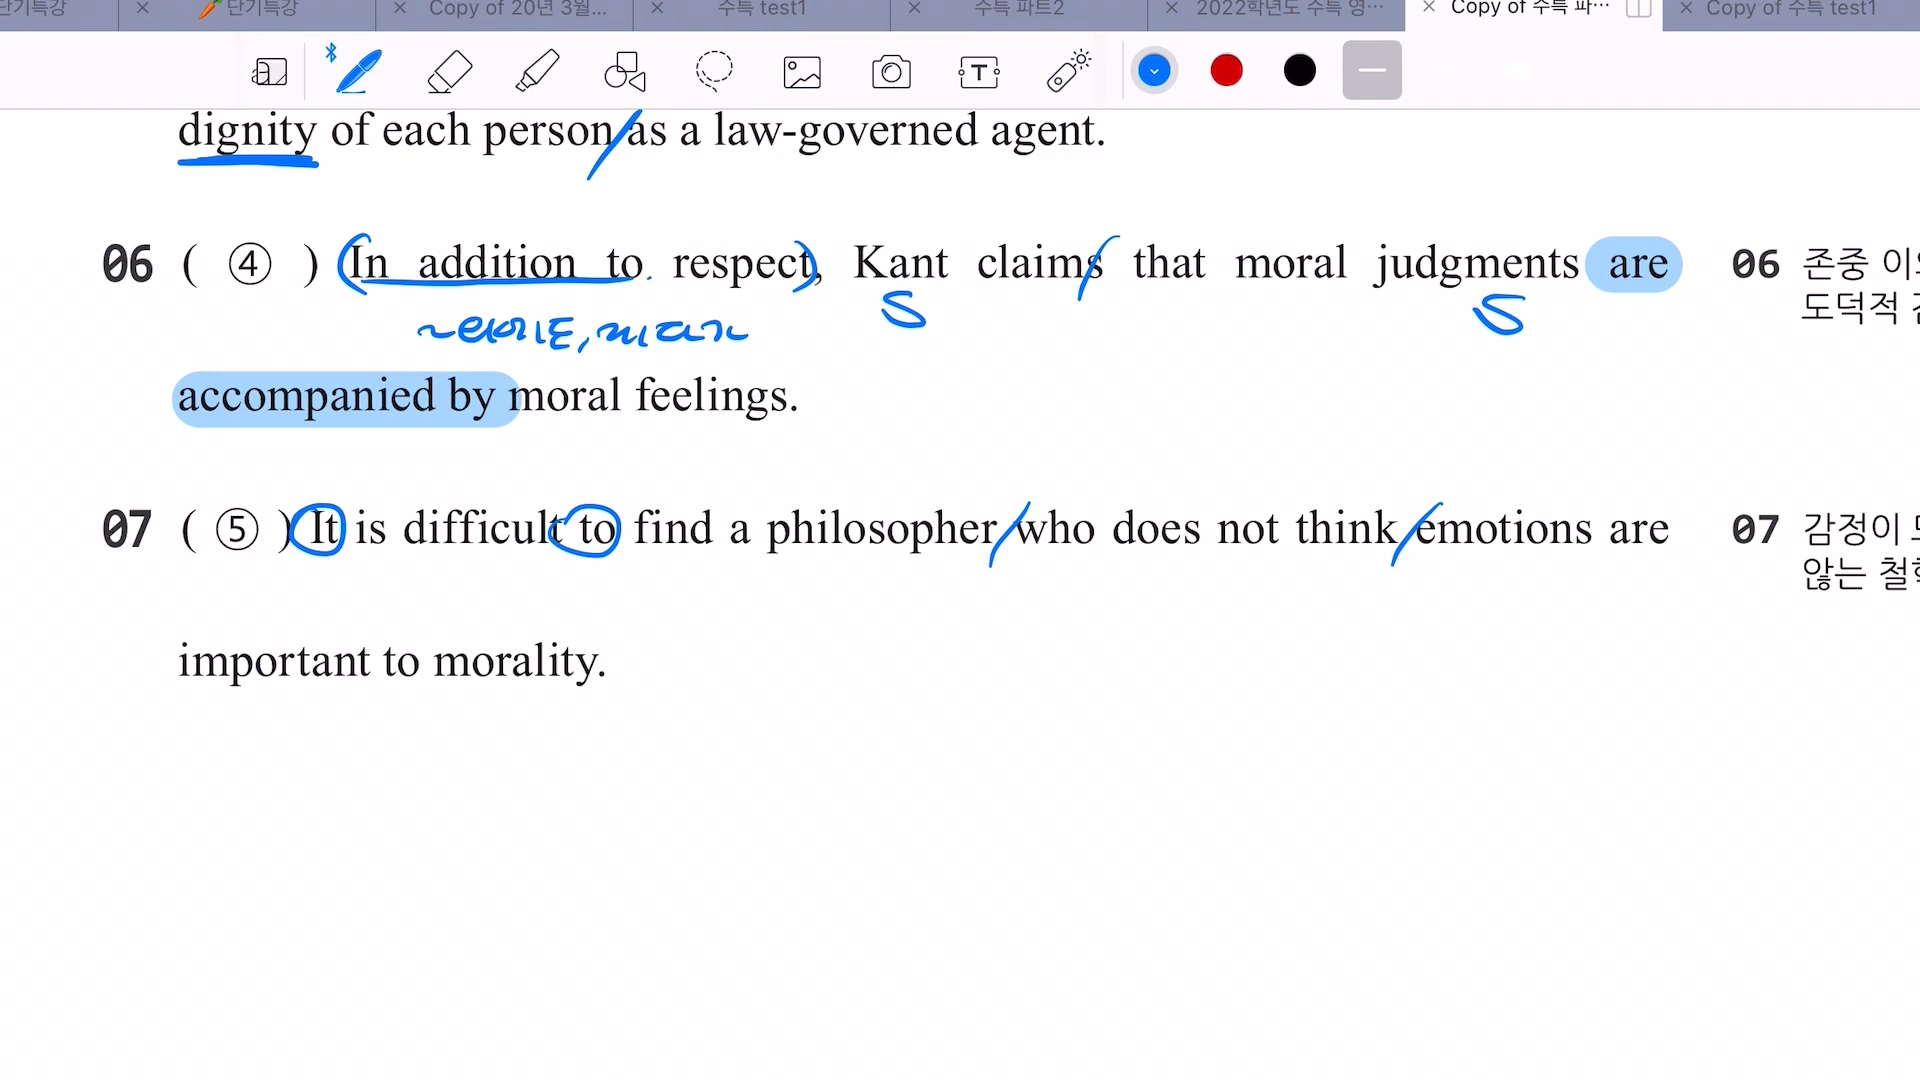 단기특강
단기특강
Copy of 20년 3월...
수특 test1
수특 파트2
2022학년도 수특 영...
Copy of 수특 파...
Copy of 수특 test1
dignity of each person as a law-governed agent.
06 ( ④ ) In addition to respect, Kant claims that moral judgments are
S S
accompanied by moral feelings.
07 ( ⑤ ) It is difficult to find a philosopher who does not think emotions are
important to morality.
06 존중 이
도덕적
07 감정이
않는